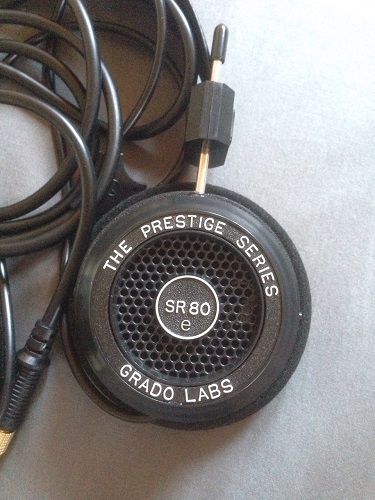 THE PRESTIGE SERIES
SR80
e
GRADO LABS